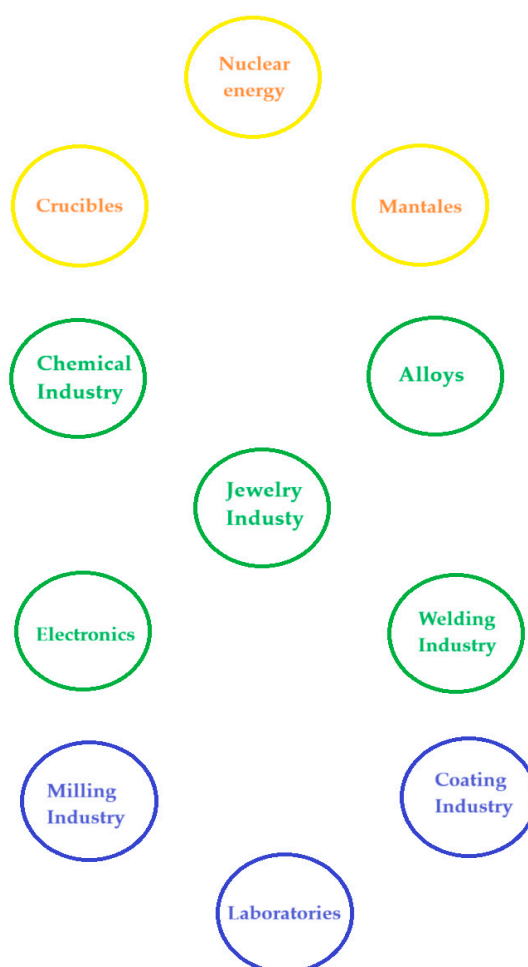 Nuclear
energy
Crucibles
Mantales
Chemical
Industry
Alloys
Jewelry
Industy
Electronics
Welding
Industry
Milling
Industry
Coating
Industry
Laboratories